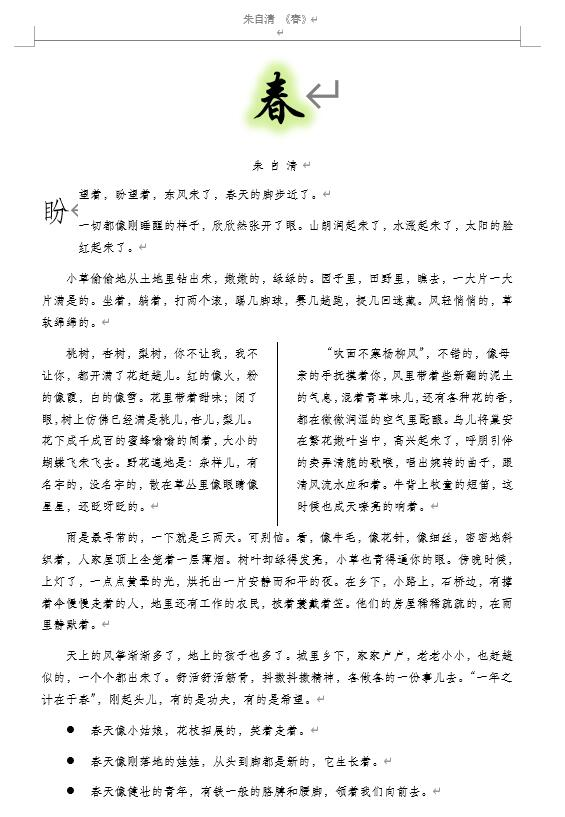 朱自清 《春》
春
朱自清
盼
望着，盼望着，东风来了，春天的脚步近了。
一切都像刚睡醒的样子，欣欣然张开了眼。山朗润起来了，水涨起来了，太阳的脸
红起来了。
小草偷偷地从土地里钻出来，嫩嫩的，绿绿的。园子里，田野里，瞧去，一大片一大
片满是的。坐着，躺着，打两个滚，踢几脚球，赛几趟跑，捉几回迷藏。风轻悄悄的，草
软绵绵的。
桃树，杏树，梨树，你不让我，我不
让你，都开满了花赶趟儿。红的像火，粉
的像霞，白的像雪。花里带着甜味；闭了
眼，树上仿佛已经满是桃儿，杏儿，梨儿。
花下成千成百的蜜蜂嗡嗡的闹着，大小的
蝴蝶飞来飞去。野花遍地是：杂样儿，有
名字的，没名字的，散在草丛里像眼睛像
星星，还眨呀眨的。
“吹面不寒杨柳风”，不错的，像母
亲的手抚摸着你，风里带着些新翻的泥土
的气息，混着青草味儿，还有各种花的香，
都在微微润湿的空气里酝酿。鸟儿将巢安
在繁花嫩叶当中，高兴起来了，呼朋引伴
的卖弄清脆的歌喉，唱出婉转的曲子，跟
清风流水应和着。牛背上牧童的短笛，这
时候也成天嘹亮的响着。
雨是最寻常的，一下就是三两天。可别恼。看，像牛毛，像花针，像细丝，密密地斜
织着，人家屋顶上全笼着一层薄烟。树叶却绿得发亮，小草也青得逼你的眼。傍晚时候，
上灯了，一点点黄晕的光，烘托出一片安静而和平的夜。在乡下，小路上，石桥边，有撑
着伞慢慢走着的人，地里还有工作的农民，披着蓑戴着笠。他们的房屋稀稀疏疏的，在雨
里静默着。
天上的风筝渐渐多了，地上的孩子也多了。城里乡下，家家户户，老老小小，也赶趟
似的，一个个都出来了。舒活舒活筋骨，抖擞抖擞精神，各做各的一份事儿去。“一年之
计在于春”，刚起头儿，有的是功夫，有的是希望。
● 春天像小姑娘，花枝招展的，笑着走着。
● 春天像刚落地的娃娃，从头到脚都是新的，它生长着。
● 春天像健壮的青年，有铁一般的胳膊和腰脚，领着我们向前去。